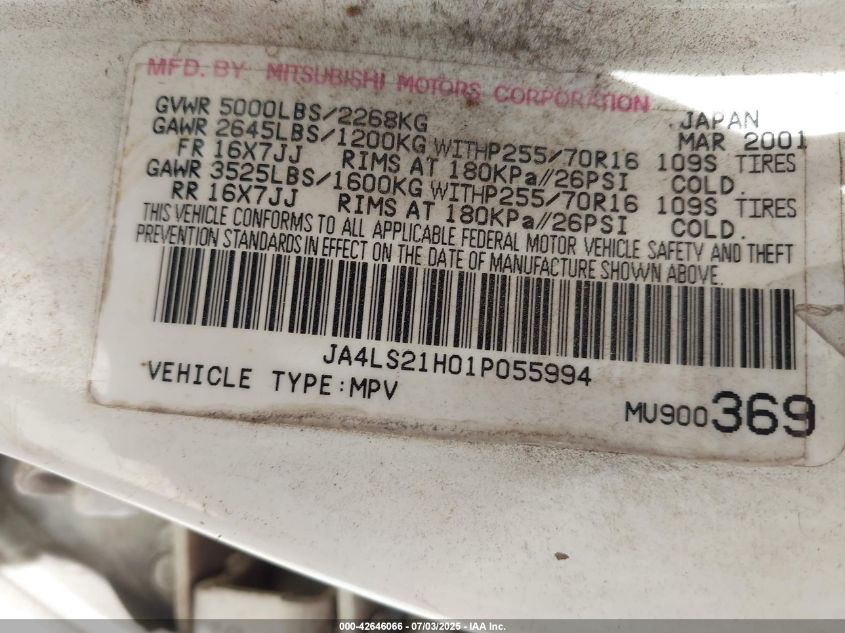 MFD. BY MITSUBISHI MOTORS CORPORATION
GVWR 5000LBS/2268KG JAPAN
GAWR 2645LBS/1200KG WITHP255/70R16 MAR 2001
FR 16X7JJ RIMS AT 180KPa//26PSI 109S TIRES
GAWR 3525LBS/1600KG WITHP255/70R16 COLD.
RR 16X7JJ RIMS AT 180KPa//26PSI 109S TIRES
COLD.
THIS VEHICLE CONFORMS TO ALL APPLICABLE FEDERAL MOTOR VEHICLE SAFETY AND THEFT
PREVENTION STANDARDS IN EFFECT ON THE DATE OF MANUFACTURE SHOWN ABOVE.
JA4LS21H01P055994
VEHICLE TYPE:MPV
MU900369
000-42646066 - 07/03/2025 - IAA Inc.